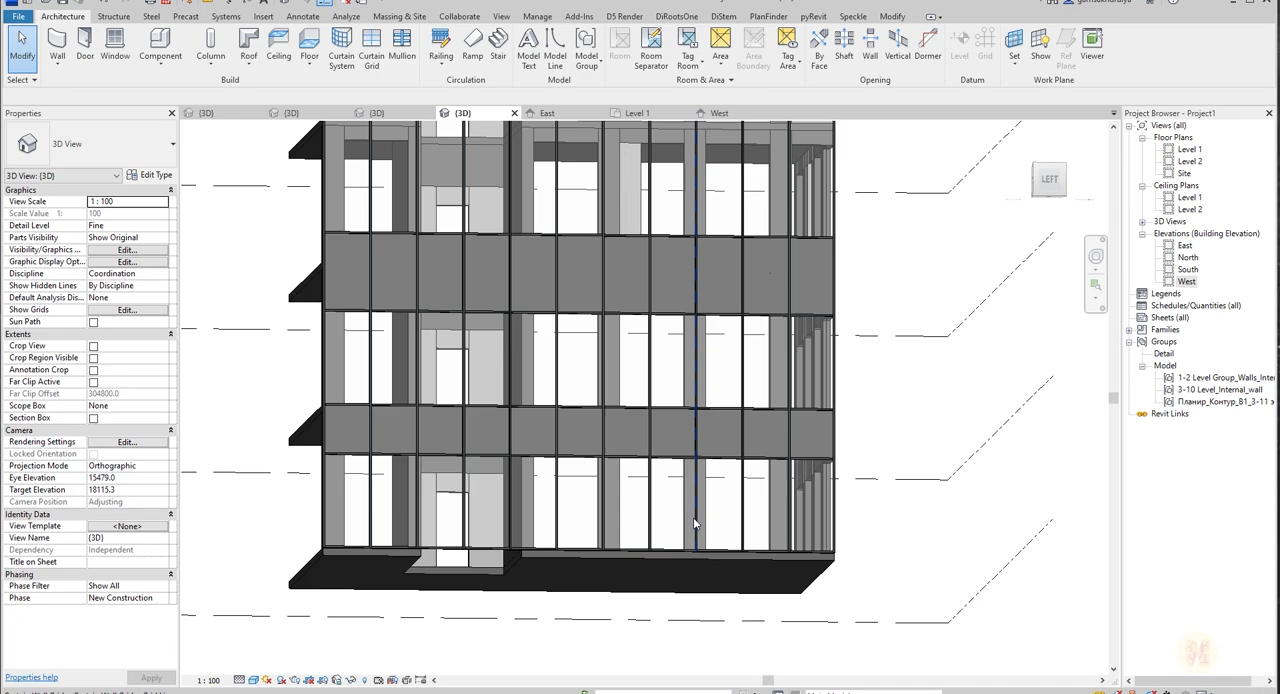 garrisonarayа
File Architecture Structure Steel Precast Systems Insert Annotate Analyze Massing & Site Collaborate View Manage Add-Ins D5 Render DiRootsOne DiStem PlanFinder pyRevit Speckle Modify
Modify Wall Door Window Component Column Roof Ceiling Floor Curtain System Curtain Grid Mullion Railing Ramp Stair Model Text Model Line Model Group Room Room Separator Tag Room Area Area Boundary Tag Area By Face Shaft Wall Vertical Dormer Level Grid Set Show Ref Plane Viewer
Select Build Circulation Model Room & Area Opening Datum Work Plane
Properties
{3D} {3D} {3D} {3D} East Level 1 West
Project Browser - Project1
3D View
3D View: {3D} Edit Type
Graphics
View Scale 1 : 100
Scale Value 1: 100
Detail Level Fine
Parts Visibility Show Original
Visibility/Graphics ... Edit...
Graphic Display Opt... Edit...
Discipline Coordination
Show Hidden Lines By Discipline
Default Analysis Dis... None
Show Grids Edit...
Sun Path
Extents
Crop View
Crop Region Visible
Annotation Crop
Far Clip Active
Far Clip Offset 304800.0
Scope Box None
Section Box
Camera
Rendering Settings Edit...
Locked Orientation
Projection Mode Orthographic
Eye Elevation 15479.0
Target Elevation 18115.3
Camera Position Adjusting
Identity Data
View Template <None>
View Name {3D}
Dependency Independent
Title on Sheet
Phasing
Phase Filter Show All
Phase New Construction
Properties help Apply
LEFT
Views (all)
Floor Plans
Level 1
Level 2
Site
Ceiling Plans
Level 1
Level 2
3D Views
Elevations (Building Elevation)
East
North
South
West
Legends
Schedules/Quantities (all)
Sheets (all)
Families
Groups
Detail
Model
1-2 Level Group_Walls_Inte
3-10 Level_Internal_wall
Планир_Контур_В1_3-11 э
Revit Links
1 : 100